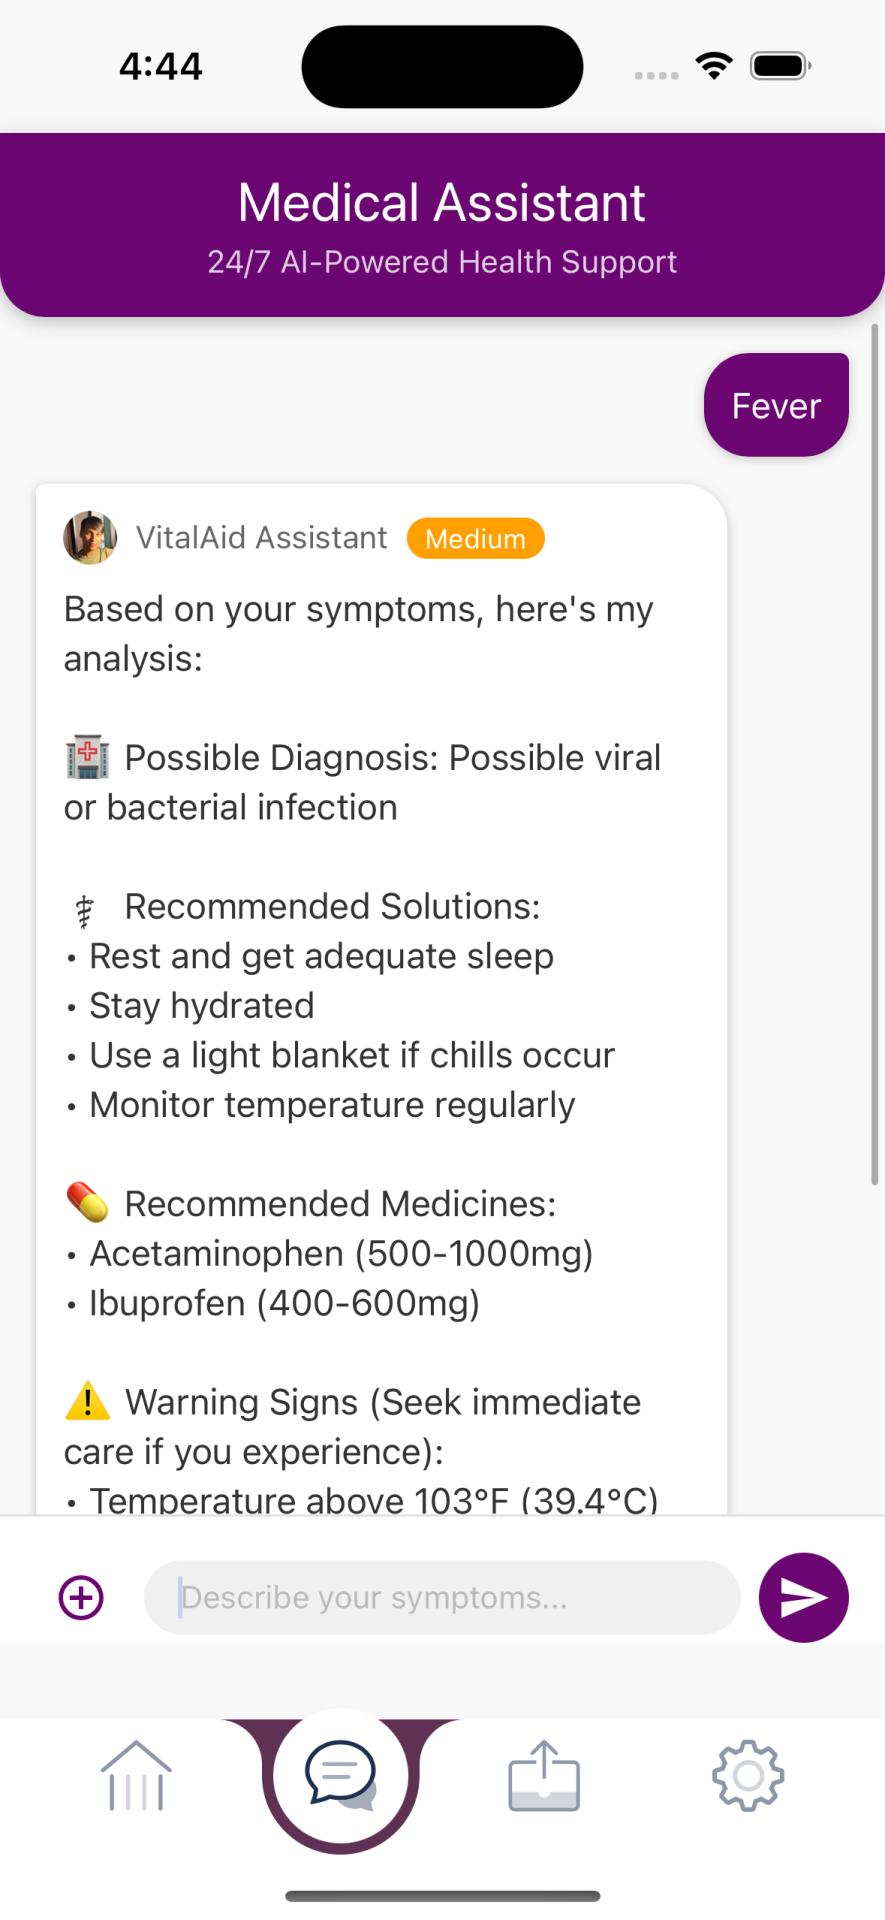 4:44
Medical Assistant
24/7 AI-Powered Health Support
Fever
VitalAid Assistant Medium
Based on your symptoms, here's my
analysis:
🏥 Possible Diagnosis: Possible viral
or bacterial infection
⚕ Recommended Solutions:
• Rest and get adequate sleep
• Stay hydrated
• Use a light blanket if chills occur
• Monitor temperature regularly
💊 Recommended Medicines:
• Acetaminophen (500-1000mg)
• Ibuprofen (400-600mg)
⚠️ Warning Signs (Seek immediate
care if you experience):
• Temperature above 103°F (39.4°C)
Describe your symptoms...